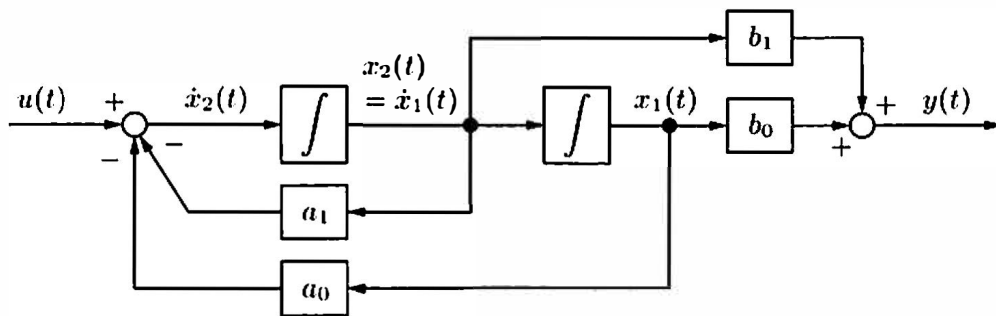 b₁
x₂(t)
u(t) + ẋ₂(t) ∫ = ẋ₁(t) ∫ x₁(t) b₀ + y(t)
− − +
a₁
a₀